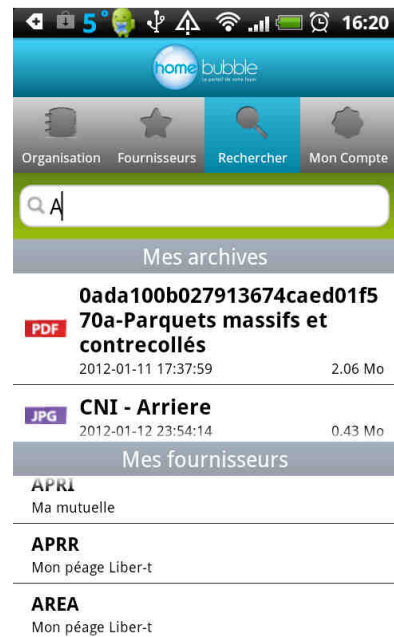 5° 16:20
home bubble
Le portail de votre foyer
Organisation Fournisseurs Rechercher Mon Compte
A
Mes archives
0ada100b027913674caed01f5
70a-Parquets massifs et
contrecollés
PDF
2012-01-11 17:37:59 2.06 Mo
CNI - Arriere
JPG
2012-01-12 23:54:14 0.43 Mo
Mes fournisseurs
APRI
Ma mutuelle
APRR
Mon péage Liber-t
AREA
Mon péage Liber-t